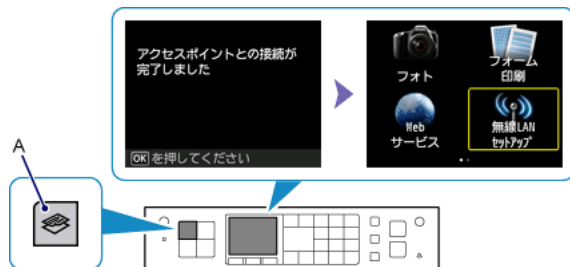 アクセスポイントとの接続が
完了しました
OKを押してください
フォト
フォーム
印刷
Web
サービス
無線LAN
セットアップ
A